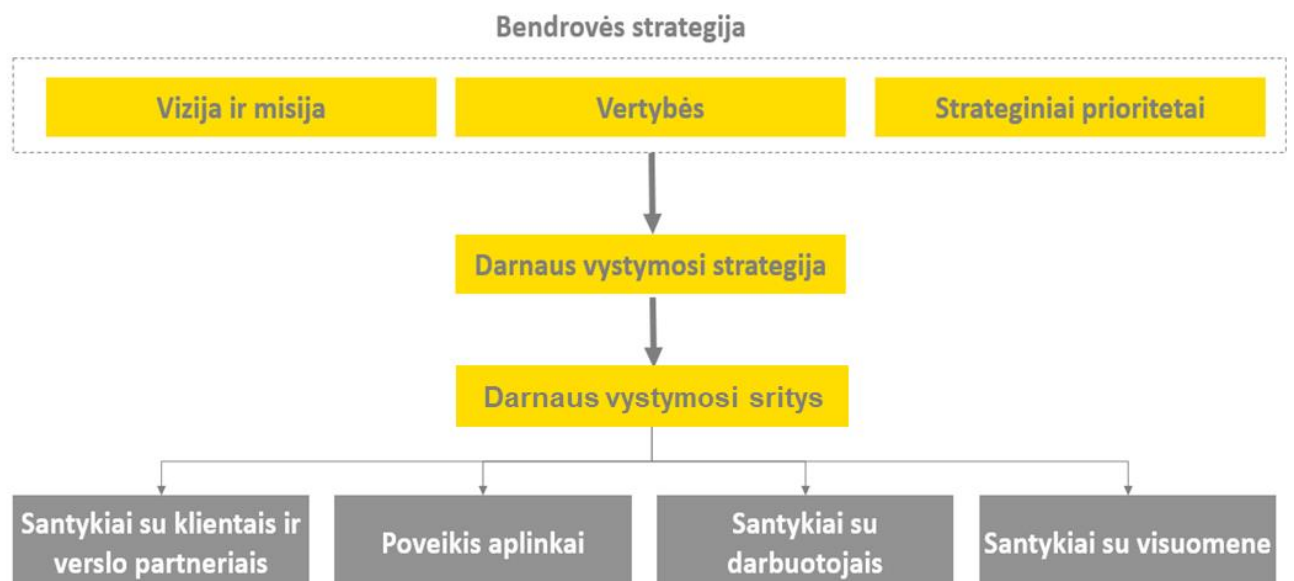 Bendrovės strategija
Vizija ir misija
Vertybės
Strateginiai prioritetai
Darnaus vystymosi strategija
Darnaus vystymosi sritys
Santykiai su klientais ir
verslo partneriais
Poveikis aplinkai
Santykiai su
darbuotojais
Santykiai su visuomene